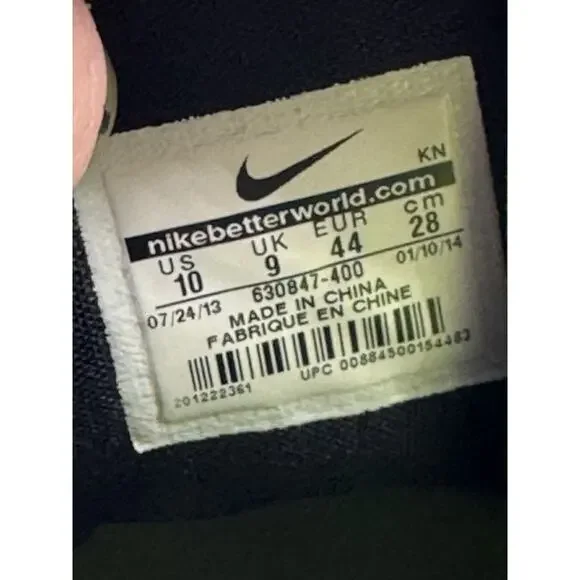 KN
nikebetterworld.com
US UK EUR cm
10 9 44 28
07/24/13 630847-400 01/10/14
MADE IN CHINA
FABRIQUE EN CHINE
201222361 UPC 00884500154483